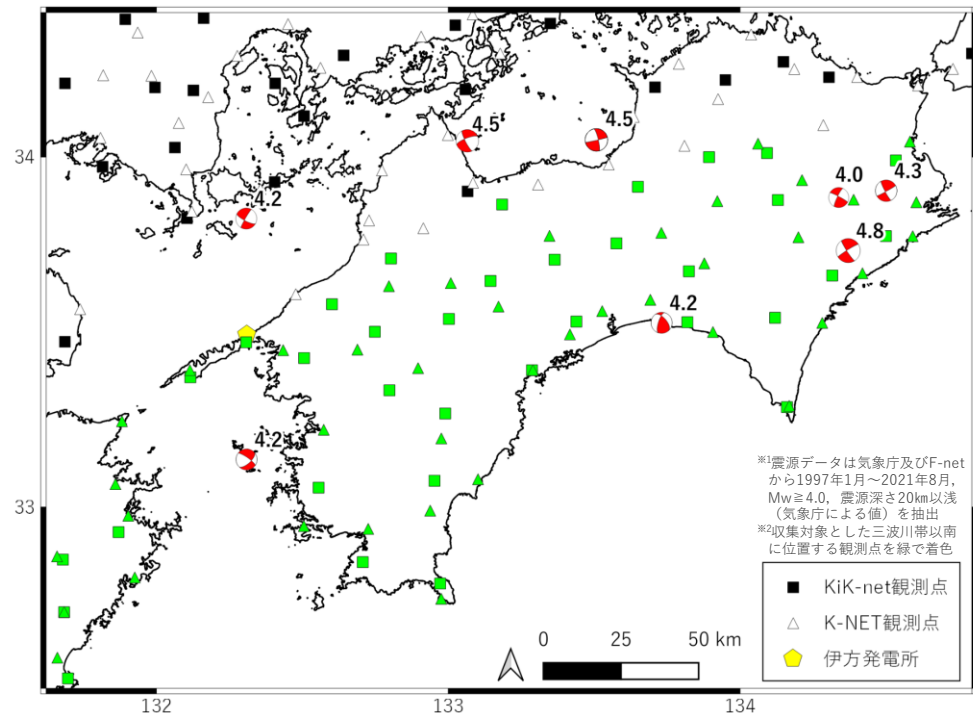 34
33
132
133
134
4.5
4.5
4.2
4.0
4.3
4.8
4.2
4.2
※1震源データは気象庁及びF-net
から1997年1月～2021年8月,
Mw≧4.0, 震源深さ20km以浅
（気象庁による値）を抽出
※2収集対象とした三波川帯以南
に位置する観測点を緑で着色
KiK-net観測点
K-NET観測点
伊方発電所
0 25 50 km